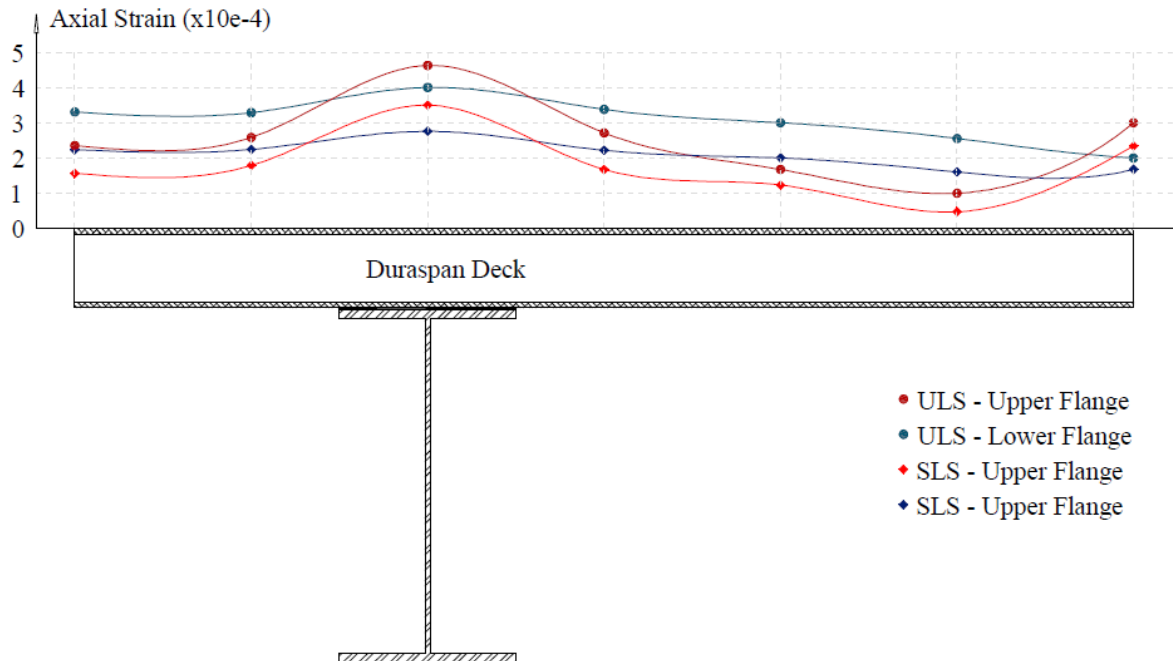 Axial Strain (x10e-4)
5
4
3
2
1
0
Duraspan Deck
ULS - Upper Flange
ULS - Lower Flange
SLS - Upper Flange
SLS - Upper Flange